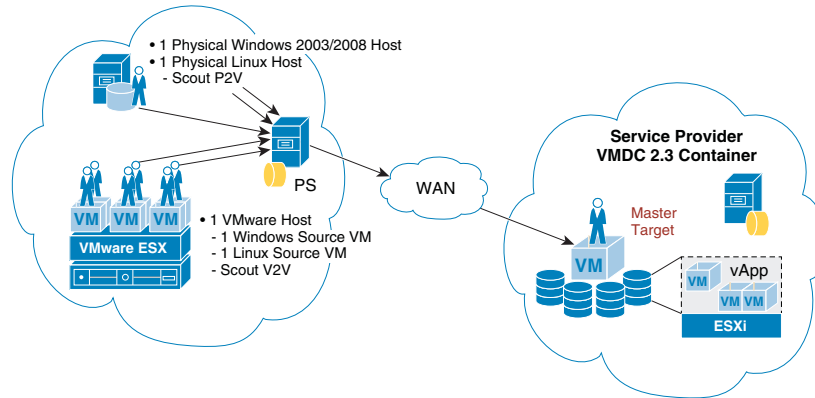 • 1 Physical Windows 2003/2008 Host
• 1 Physical Linux Host
- Scout P2V
PS
VM VM VM
VMware ESX
• 1 VMware Host
- 1 Windows Source VM
- 1 Linux Source VM
- Scout V2V
WAN
Service Provider
VMDC 2.3 Container
Master
Target
VM
vApp
VM
VM VM
ESXi